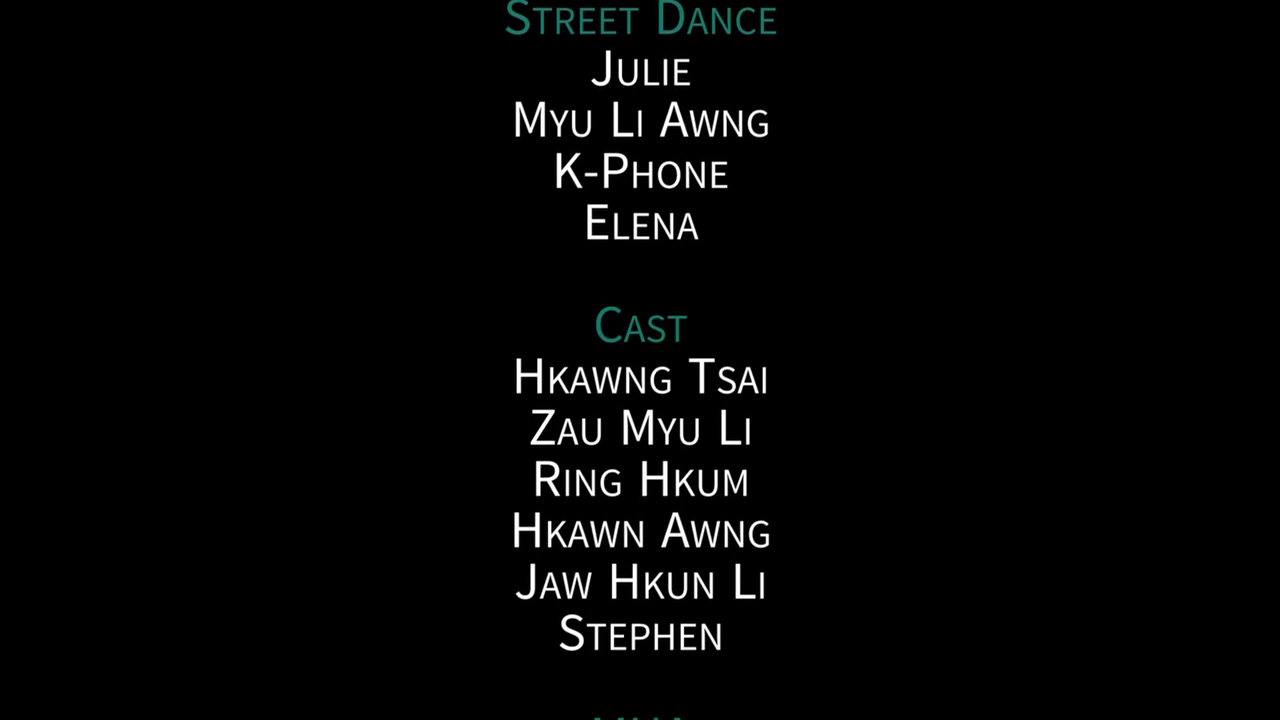 Street Dance
Julie
Myu Li Awng
K-Phone
Elena
Cast
Hkawng Tsai
Zau Myu Li
Ring Hkum
Hkawn Awng
Jaw Hkun Li
Stephen